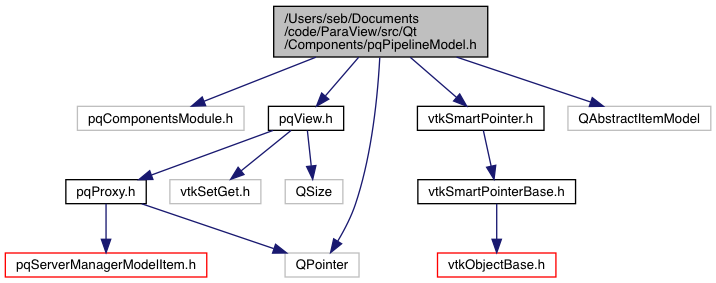 /Users/seb/Documents
/code/ParaView/src/Qt
/Components/pqPipelineModel.h
pqComponentsModule.h
pqView.h
vtkSmartPointer.h
QAbstractItemModel
pqProxy.h
vtkSetGet.h
QSize
vtkSmartPointerBase.h
pqServerManagerModelItem.h
QPointer
vtkObjectBase.h